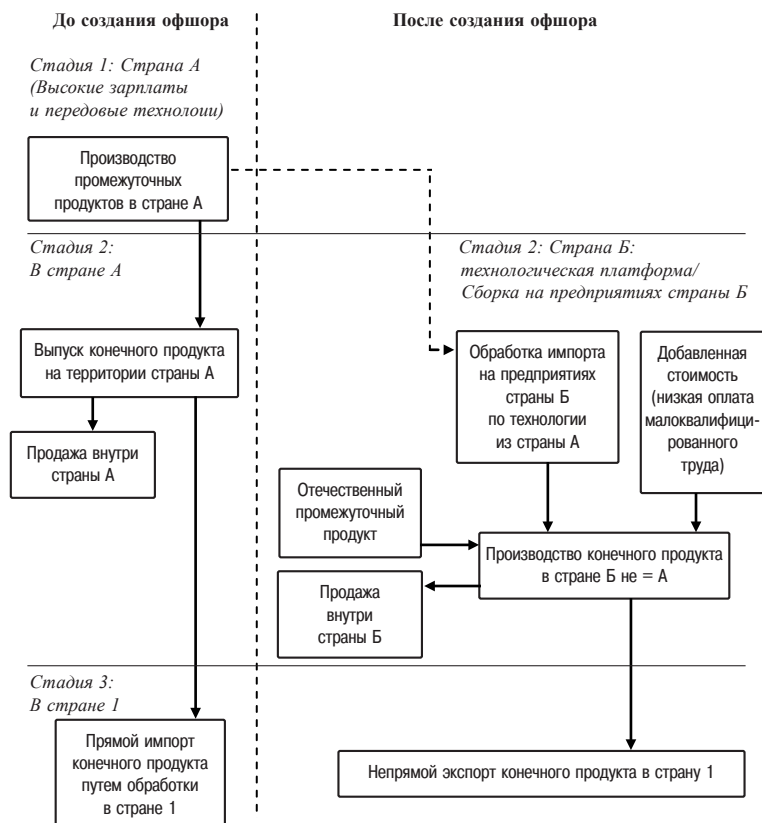 До создания офшора
После создания офшора
Стадия 1: Страна А
(Высокие зарплаты
и передовые технолоии)
Производство
промежуточных
продуктов в стране А
Стадия 2:
В стране А
Стадия 2: Страна Б:
технологическая платформа/
Сборка на предприятиях страны Б
Выпуск конечного продукта
на территории страны А
Обработка импорта
на предприятиях
страны Б
по технологии
из страны А
Добавленная
стоимость
(низкая оплата
малоквалифици-
рованного
труда)
Продажа внутри
страны А
Отечественный
промежуточный
продукт
Производство конечного продукта
в стране Б не = А
Продажа
внутри
страны Б
Стадия 3:
В стране 1
Прямой импорт
конечного продукта
путем обработки
в стране 1
Непрямой экспорт конечного продукта в страну 1